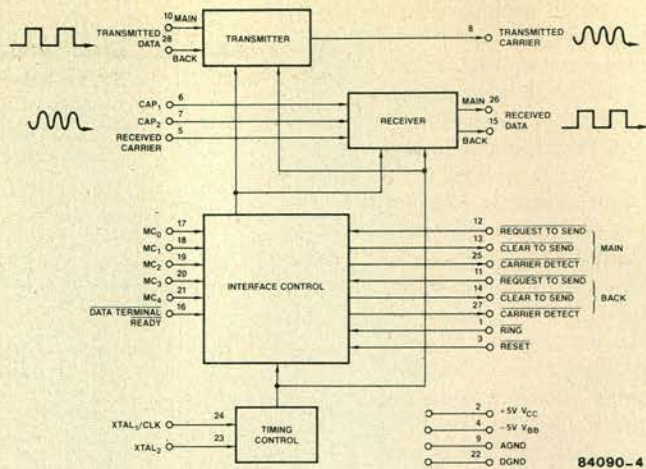 10 MAIN
TRANSMITTED DATA
28
BACK
TRANSMITTER
8
TRANSMITTED CARRIER
CAP1 6
CAP2 7
RECEIVED CARRIER 5
RECEIVER
MAIN 26
RECEIVED DATA
15
BACK
MC0 17
MC1 18
MC2 19
MC3 20
MC4 21
DATA TERMINAL READY 16
INTERFACE CONTROL
12 REQUEST TO SEND
13 CLEAR TO SEND
25 CARRIER DETECT
MAIN
11 REQUEST TO SEND
14 CLEAR TO SEND
27 CARRIER DETECT
BACK
1 RING
3 RESET
XTAL1/CLK 24
XTAL2 23
TIMING CONTROL
2 +5V VCC
4 -5V VBB
9 AGND
22 DGND
84090-4